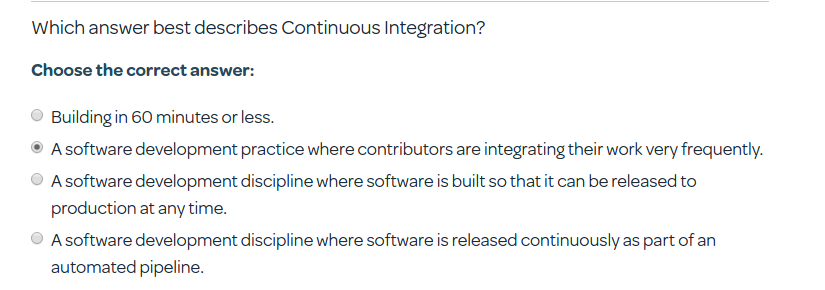 Which answer best describes Continuous Integration?
Choose the correct answer:
Building in 60 minutes or less.
A software development practice where contributors are integrating their work very frequently.
A software development discipline where software is built so that it can be released to
production at any time.
A software development discipline where software is released continuously as part of an
automated pipeline.